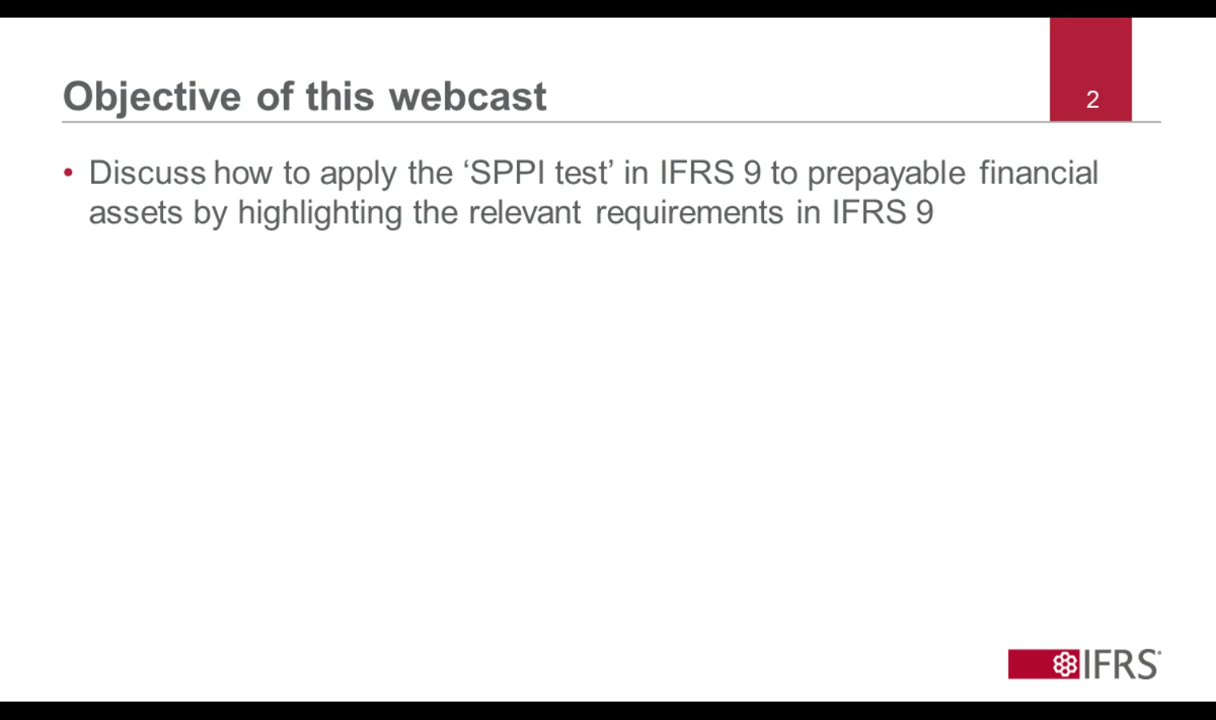 Objective of this webcast
2
• Discuss how to apply the ‘SPPI test’ in IFRS 9 to prepayable financial
assets by highlighting the relevant requirements in IFRS 9
IFRS